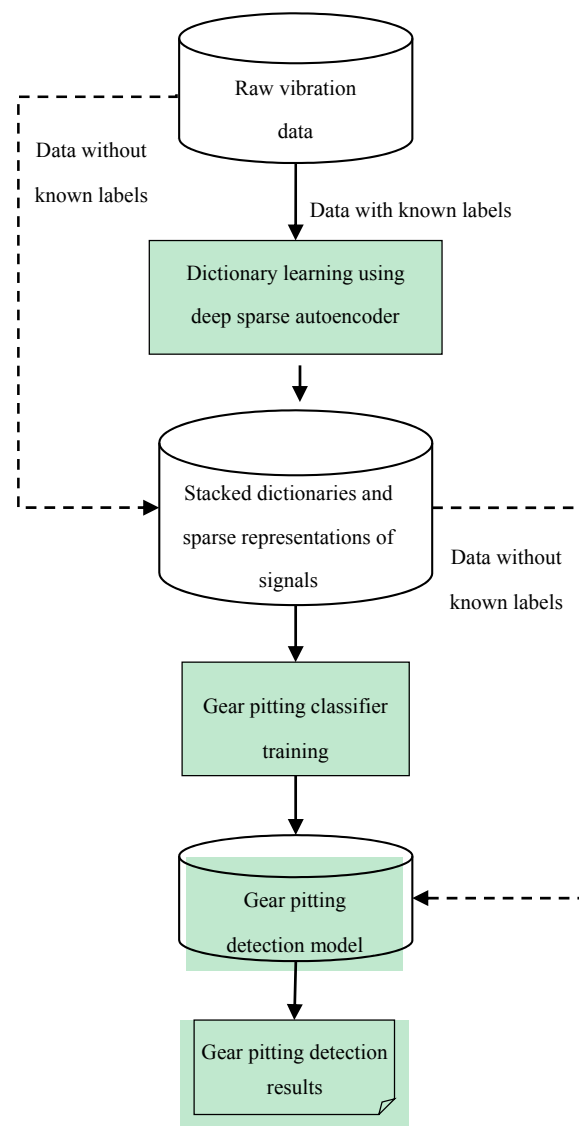 Raw vibration
data
Data without
known labels
Data with known labels
Dictionary learning using
deep sparse autoencoder
Stacked dictionaries and
sparse representations of
signals
Data without
known labels
Gear pitting classifier
training
Gear pitting
detection model
Gear pitting detection
results